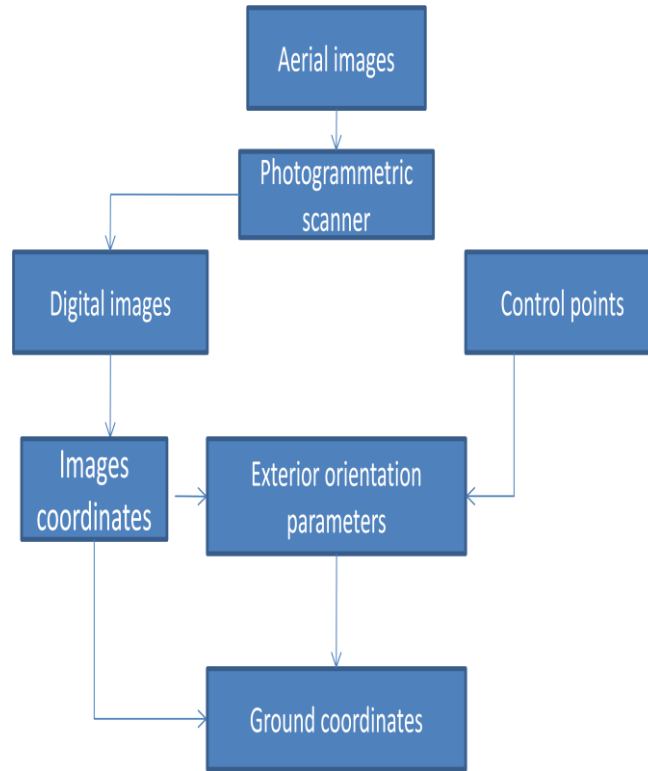 Aerial images
Photogrammetric
scanner
Digital images
Control points
Images
coordinates
Exterior orientation
parameters
Ground coordinates